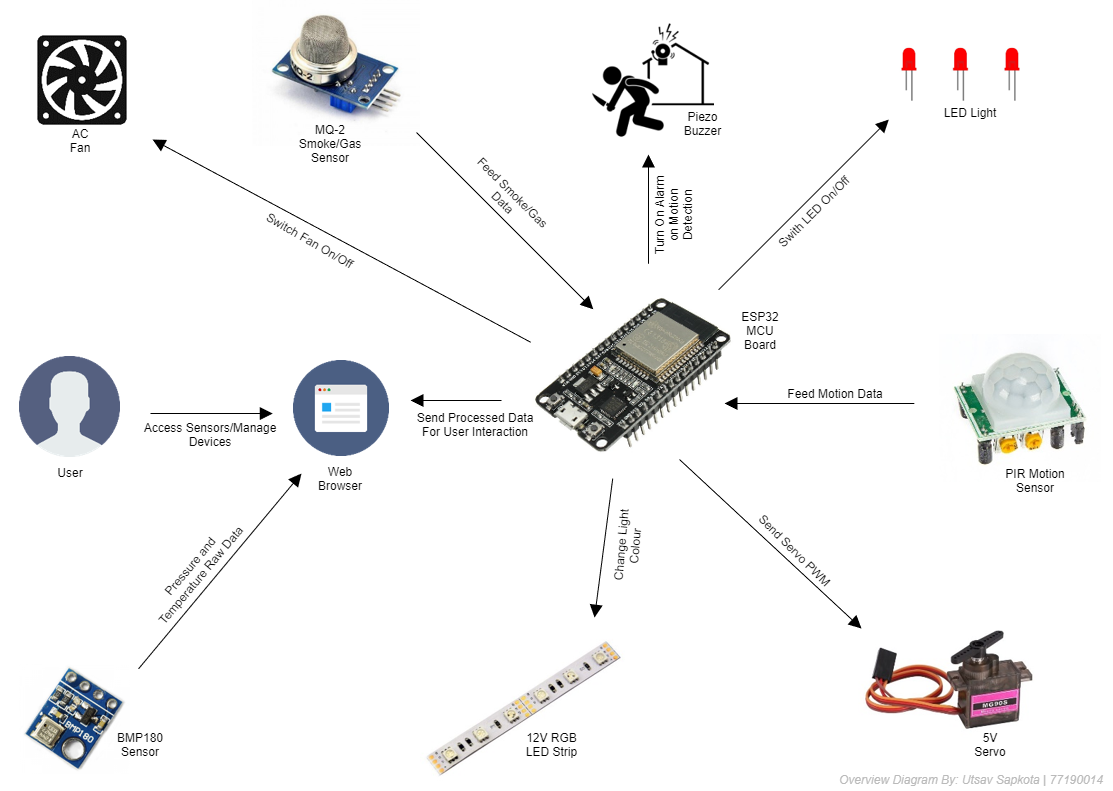 AC
Fan
MQ-2
MQ-2
Smoke/Gas
Sensor
Piezo
Buzzer
LED Light
Switch Fan On/Off
Feed Smoke/Gas
Data
Turn On Alarm
on Motion
Detection
Swith LED On/Off
ESP32
MCU
Board
User
Access Sensors/Manage
Devices
Web
Browser
Send Processed Data
For User Interaction
Feed Motion Data
PIR Motion
Sensor
Pressure and
Temperature Raw Data
Change Light
Colour
Send Servo PWM
BMP180
BMP180
Sensor
12V RGB
LED Strip
MG90S
5V
Servo
Overview Diagram By: Utsav Sapkota | 77190014